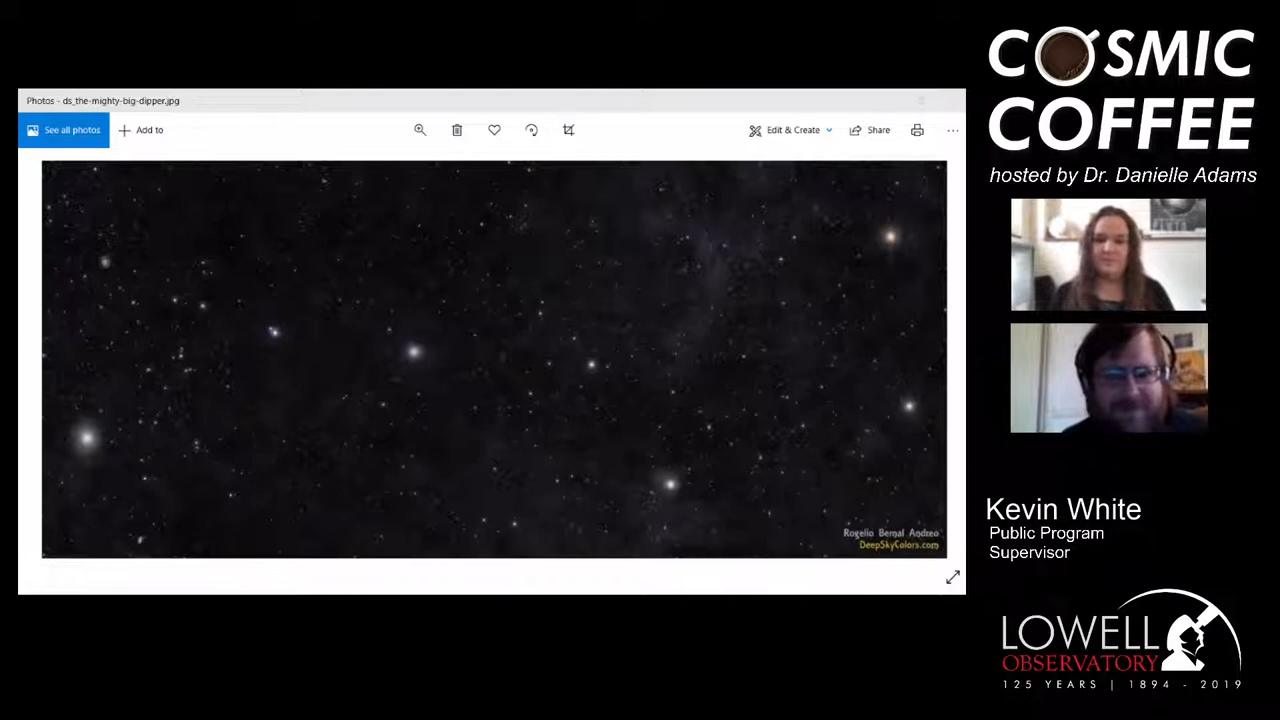 COSMIC
COFFEE
hosted by Dr. Danielle Adams
Photos - ds_the-mighty-big-dipper.jpg
See all photos
Add to
Edit & Create
Share
Rogelio Bernal Andreo
DeepSkyColors.com
Kevin White
Public Program
Supervisor
LOWELL
OBSERVATORY
125 YEARS | 1894 - 2019